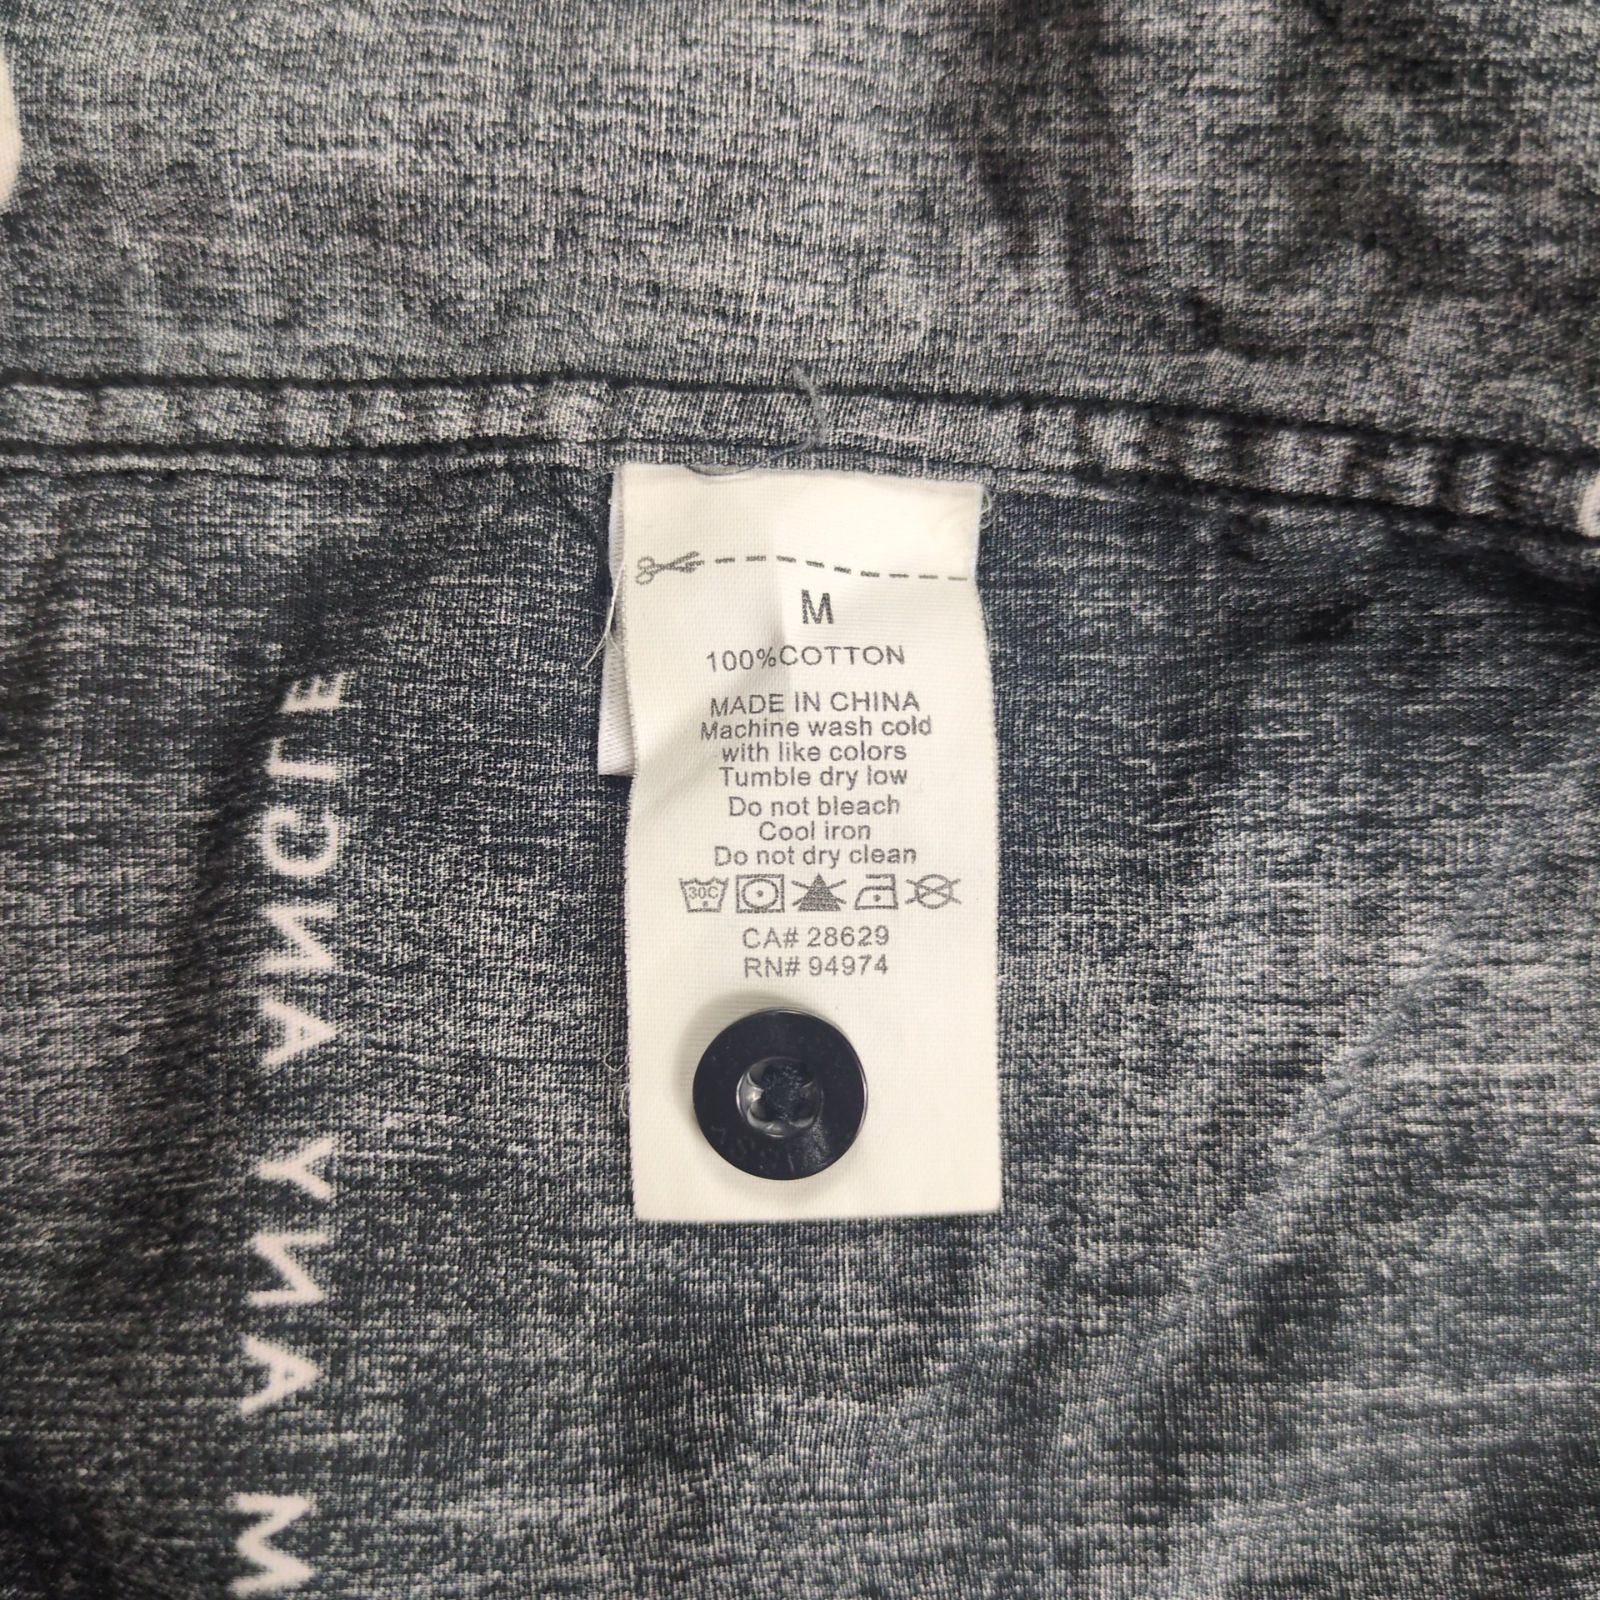 M
100%COTTON
MADE IN CHINA
Machine wash cold
with like colors
Tumble dry low
Do not bleach
Cool iron
Do not dry clean
30C
CA# 28629
RN# 94974